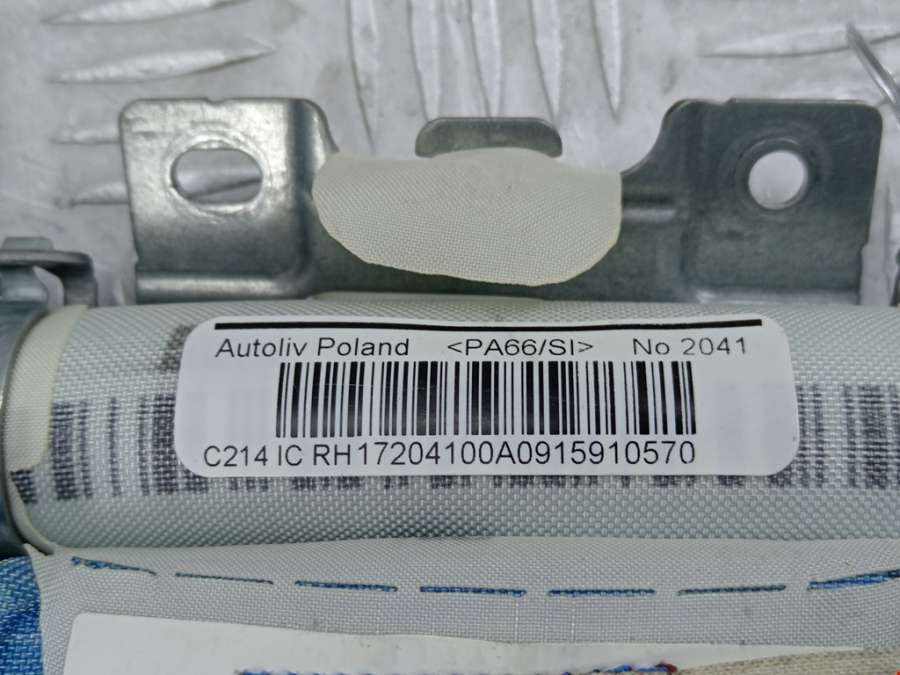 Autoliv Poland <PA66/SI> No 2041
C214 IC RH17204100A0915910570